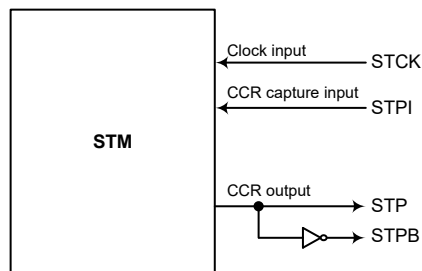 Clock input
STCK
CCR capture input
STPI
STM
CCR output
STP
STPB